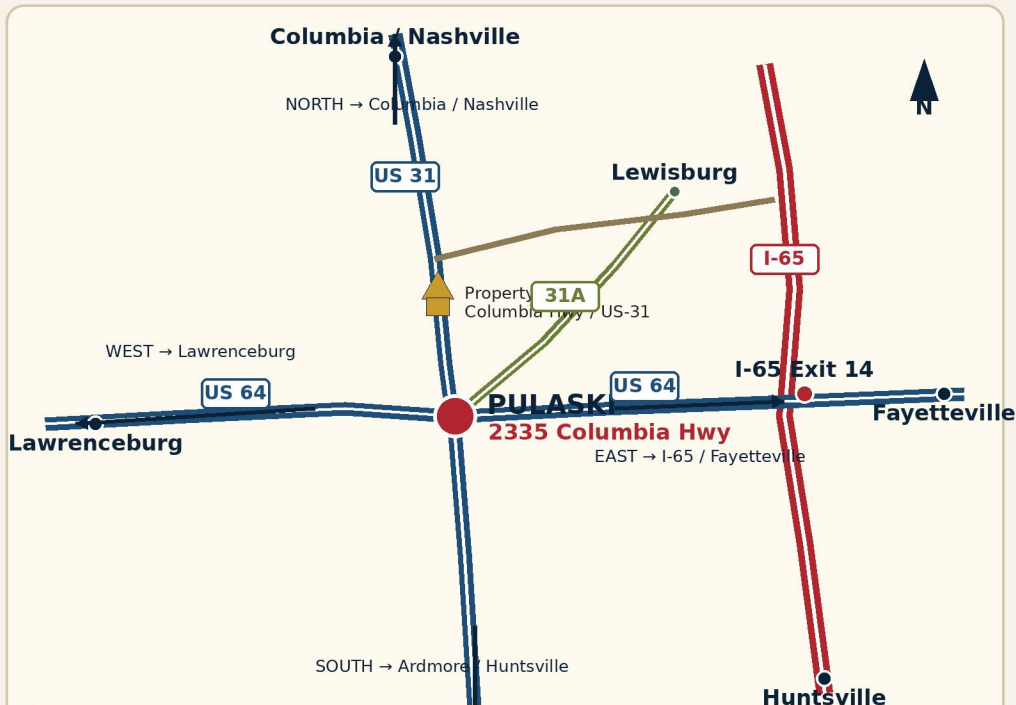 Columbia / Nashville
N
NORTH → Columbia / Nashville
Lewisburg
US 31
I-65
Property
31A
Columbia Hwy / US-31
WEST → Lawrenceburg
I-65 Exit 14
US 64
US 64
PULASKI
Fayetteville
2335 Columbia Hwy
Lawrenceburg
EAST → I-65 / Fayetteville
SOUTH → Ardmore / Huntsville
Huntsville